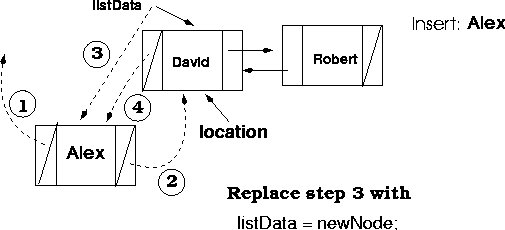 listData
Insert: Alex
3
David
Robert
1
4
location
Alex
2
Replace step 3 with
listData = newNode;